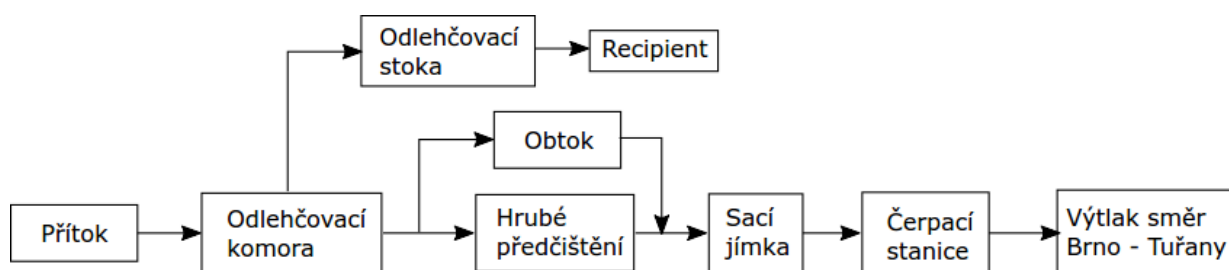 Odlehčovací
stoka
Recipient
Obtok
Přítok
Odlehčovací
komora
Hrubé
předčištění
Sací
jímka
Čerpací
stanice
Výtlak směr
Brno - Tuřany